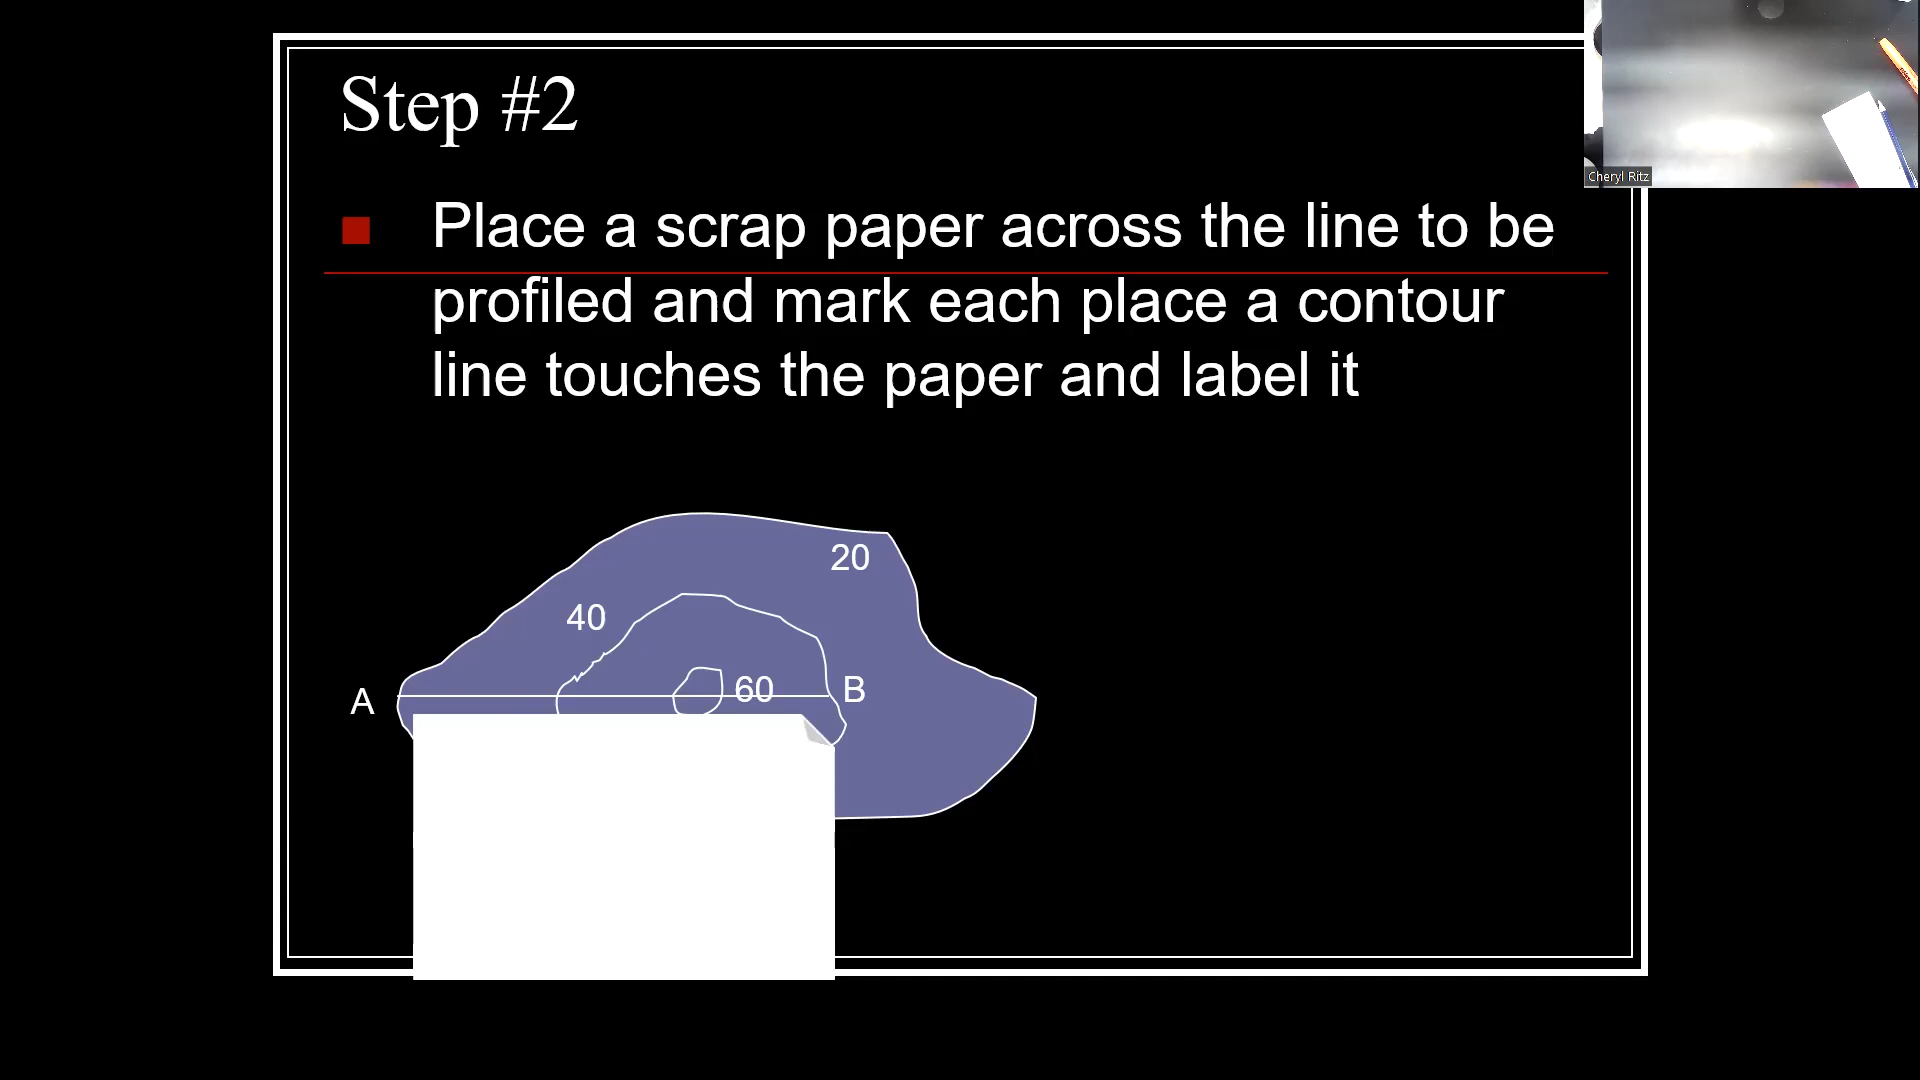 Step #2
Cheryl Ritz
Place a scrap paper across the line to be
profiled and mark each place a contour
line touches the paper and label it
20
40
60
A
B